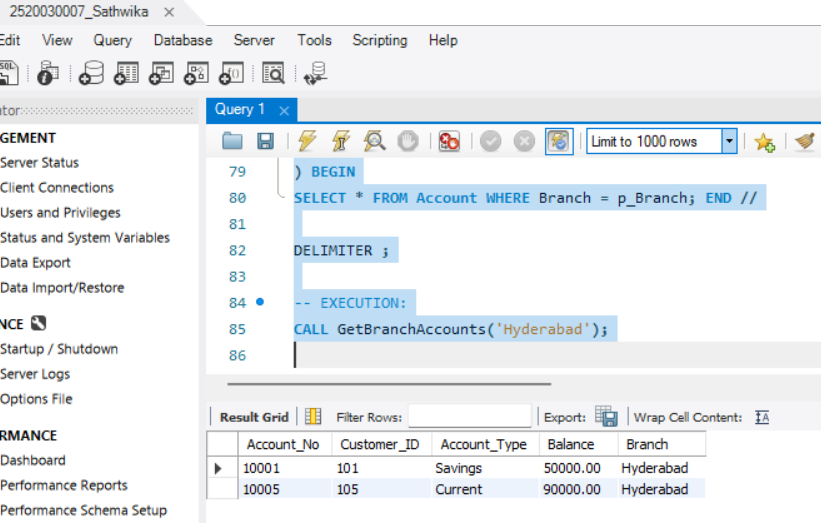 2520030007_Sathwika ×
Edit View Query Database Server Tools Scripting Help
SQL
Query 1 ×
GEMENT
Server Status
Client Connections
Users and Privileges
Status and System Variables
Data Export
Data Import/Restore
NCE
Startup / Shutdown
Server Logs
Options File
RMANCE
Dashboard
Performance Reports
Performance Schema Setup
Limit to 1000 rows
79 ) BEGIN
80 SELECT * FROM Account WHERE Branch = p_Branch; END //
81
82 DELIMITER ;
83
84 -- EXECUTION:
85 CALL GetBranchAccounts('Hyderabad');
86
Result Grid Filter Rows: Export: Wrap Cell Content:
Account_No Customer_ID Account_Type Balance Branch
10001 101 Savings 50000.00 Hyderabad
10005 105 Current 90000.00 Hyderabad